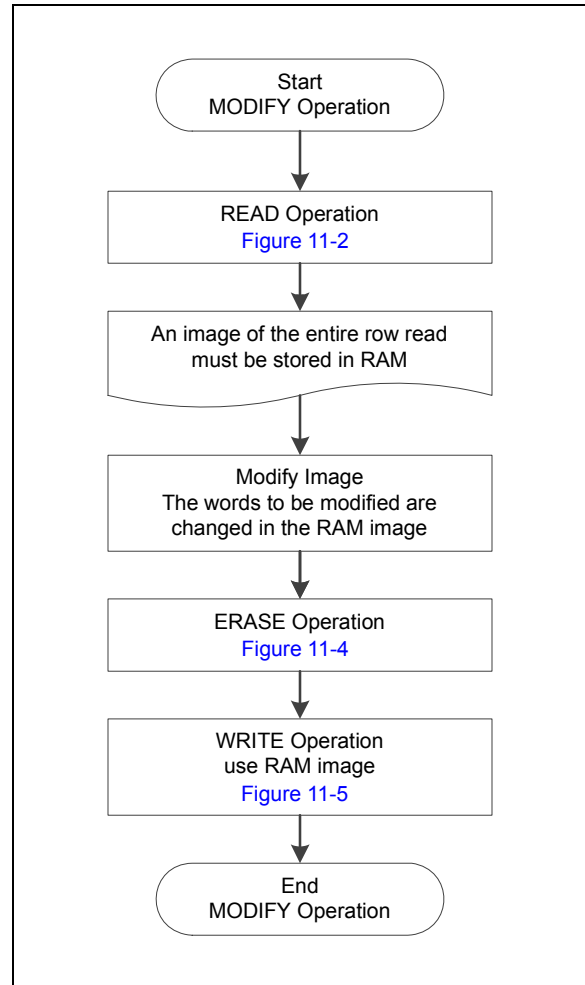 Start
MODIFY Operation
READ Operation
Figure 11-2
An image of the entire row read
must be stored in RAM
Modify Image
The words to be modified are
changed in the RAM image
ERASE Operation
Figure 11-4
WRITE Operation
use RAM image
Figure 11-5
End
MODIFY Operation